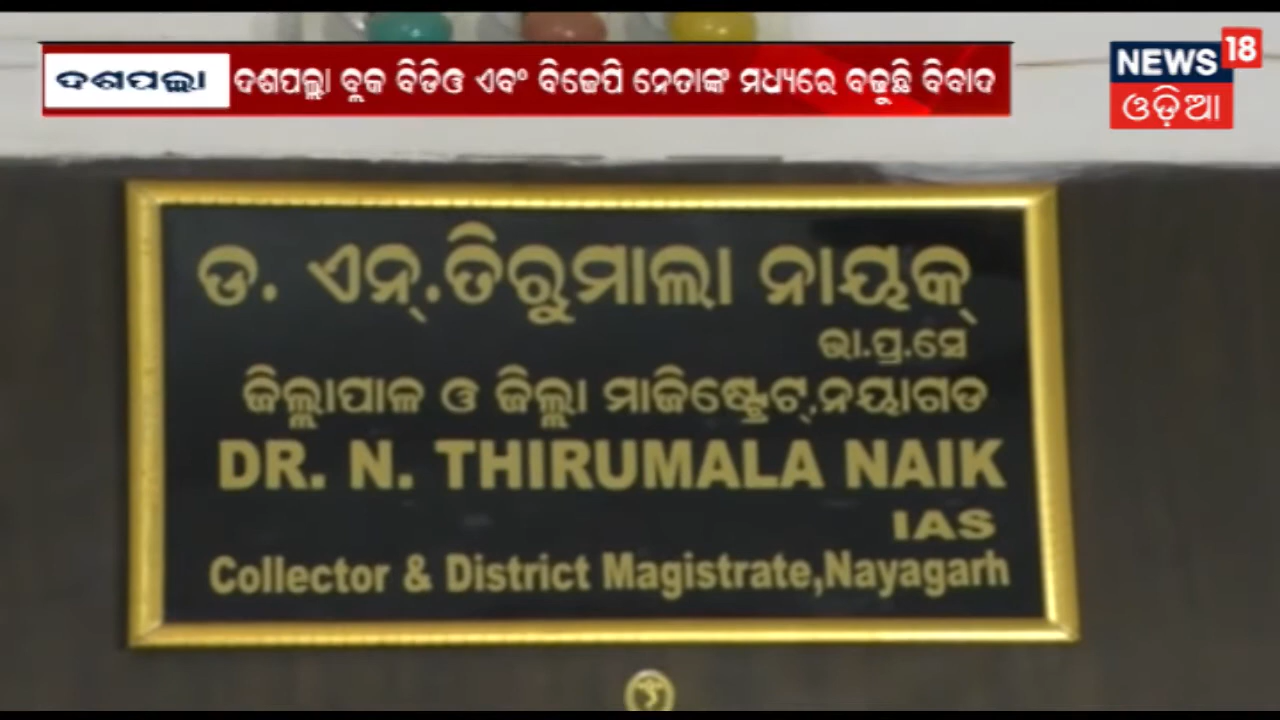 ଦଶପଲ୍ଲା
ଦଶପଲ୍ଲା ବ୍ଲକ ବିଡିଓ ଏବଂ ବିଜେପି ନେତାଙ୍କ ମଧ୍ୟରେ ବଢୁଛି ବିବାଦ
NEWS 18
ଓଡ଼ିଆ
ଡ. ଏନ୍.ତିରୁମାଲା ନାୟକ୍
ଭା.ପ୍ର.ସେ
ଜିଲ୍ଲାପାଳ ଓ ଜିଲ୍ଲା ମାଜିଷ୍ଟ୍ରେଟ୍,ନୟାଗଡ
DR. N. THIRUMALA NAIK
IAS
Collector & District Magistrate,Nayagarh